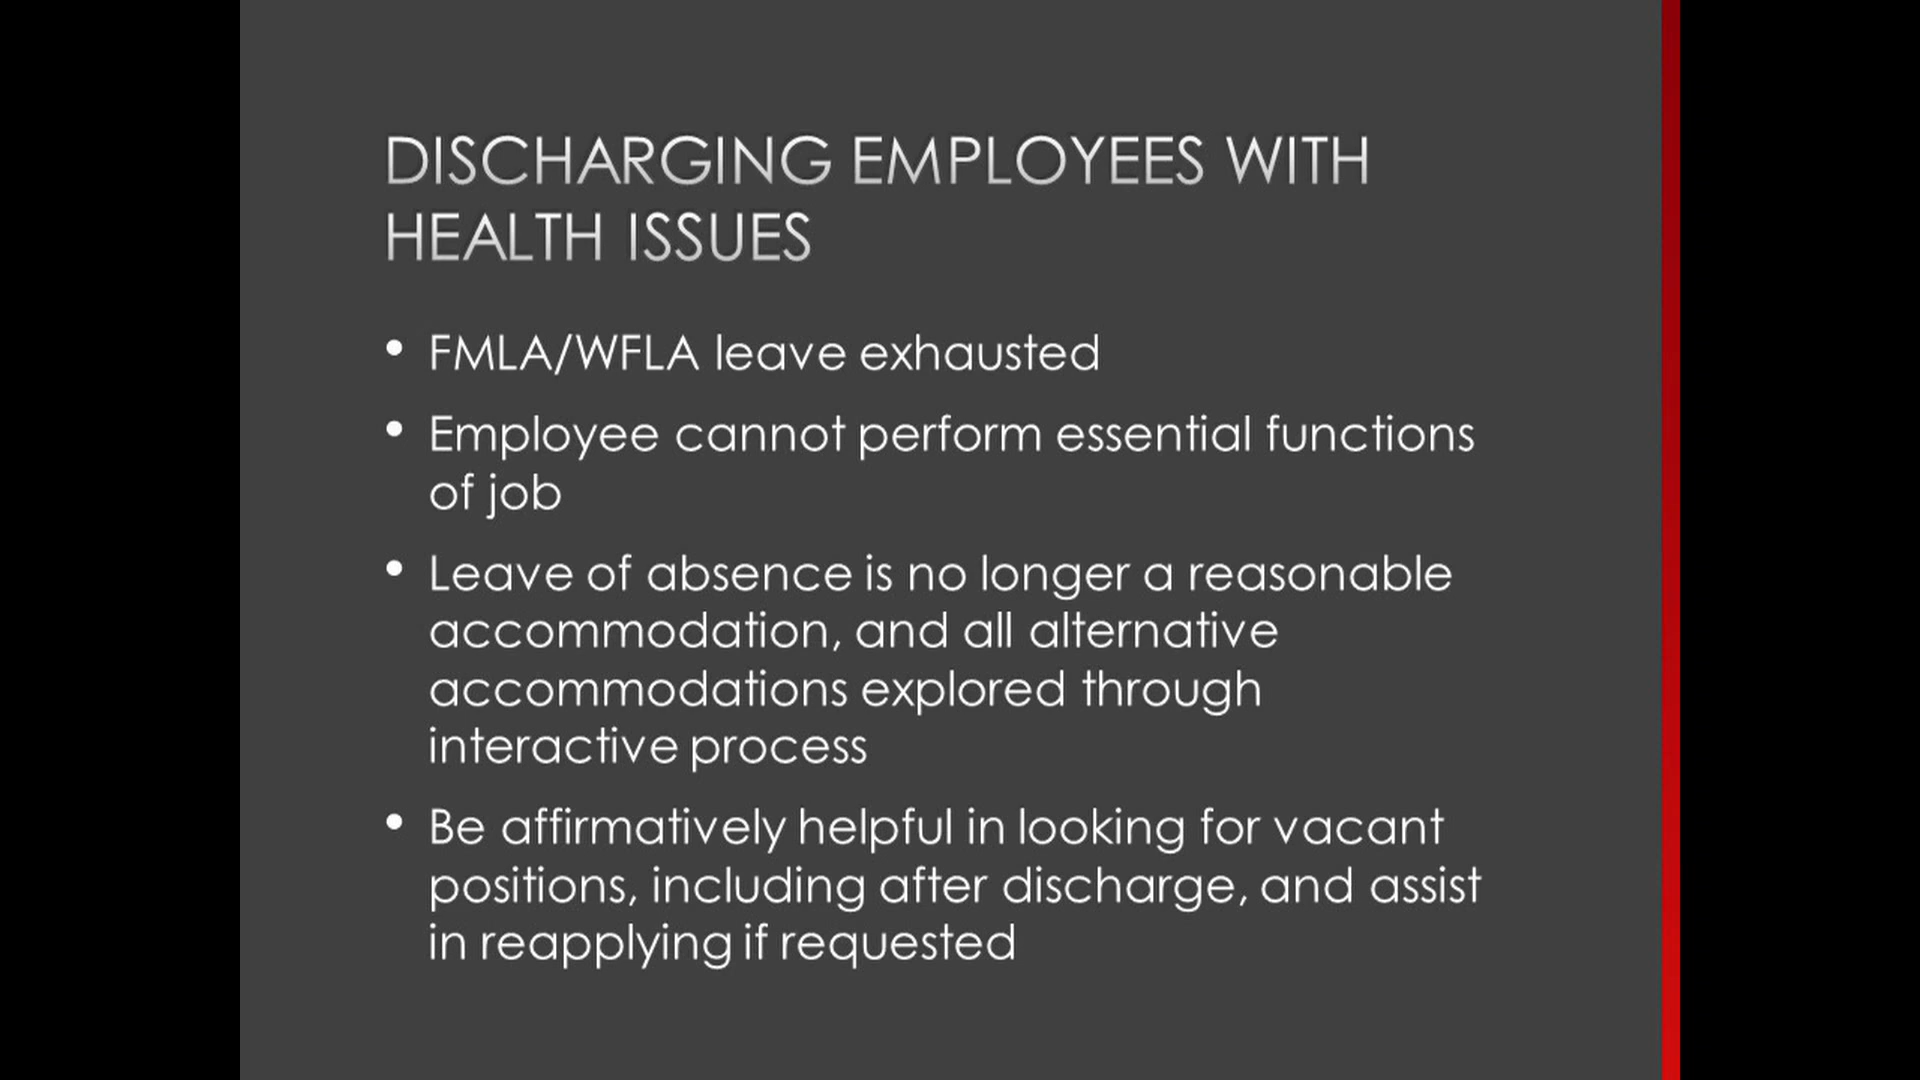 DISCHARGING EMPLOYEES WITH
HEALTH ISSUES
• FMLA/WFLA leave exhausted
• Employee cannot perform essential functions
of job
• Leave of absence is no longer a reasonable
accommodation, and all alternative
accommodations explored through
interactive process
• Be affirmatively helpful in looking for vacant
positions, including after discharge, and assist
in reapplying if requested